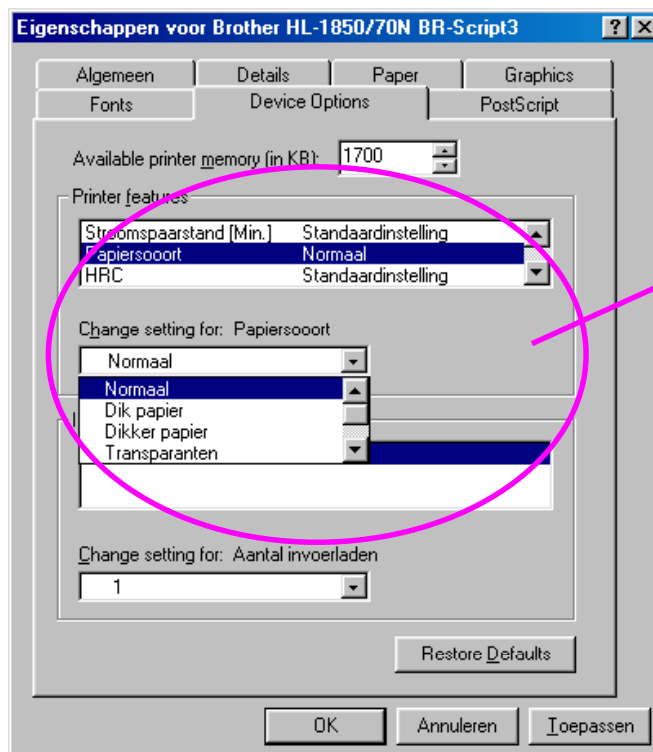 Eigenschappen voor Brother HL-1850/70N BR-Script3
Algemeen Details Paper Graphics
Fonts Device Options PostScript
Available printer memory (in KB): 1700
Printer features
Stroomspaarstand [Min.] Standaardinstelling
Papiersooort Normaal
HRC Standaardinstelling
Change setting for: Papiersooort
Normaal
Normaal
Dik papier
Dikker papier
Transparanten
Change setting for: Aantal invoerladen
1
Restore Defaults
OK Annuleren Toepassen